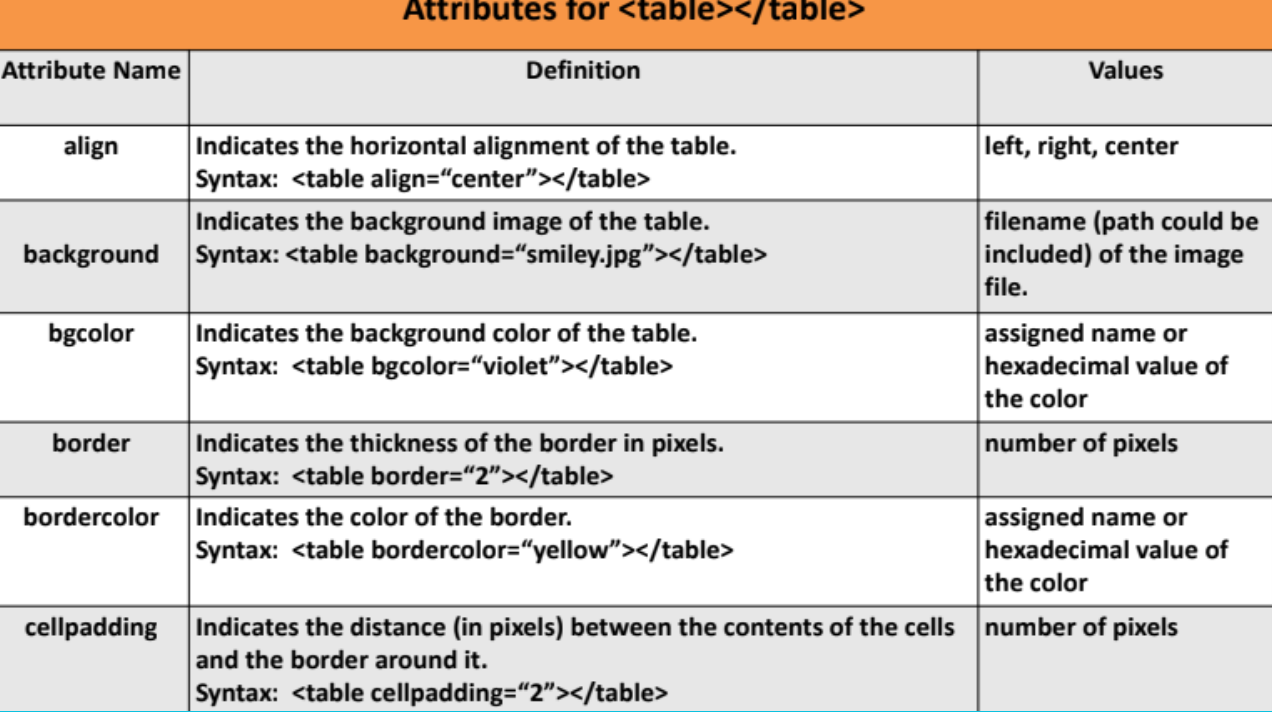 Attributes for <table></table>
Attribute Name
Definition
Values
align
Indicates the horizontal alignment of the table.
Syntax:  <table align=“center”></table>
left, right, center
background
Indicates the background image of the table.
Syntax: <table background=“smiley.jpg”></table>
filename (path could be
included) of the image
file.
bgcolor
Indicates the background color of the table.
Syntax:  <table bgcolor=“violet”></table>
assigned name or
hexadecimal value of
the color
border
Indicates the thickness of the border in pixels.
Syntax:  <table border=“2”></table>
number of pixels
bordercolor
Indicates the color of the border.
Syntax:  <table bordercolor=“yellow”></table>
assigned name or
hexadecimal value of
the color
cellpadding
Indicates the distance (in pixels) between the contents of the cells
and the border around it.
Syntax:  <table cellpadding=“2”></table>
number of pixels